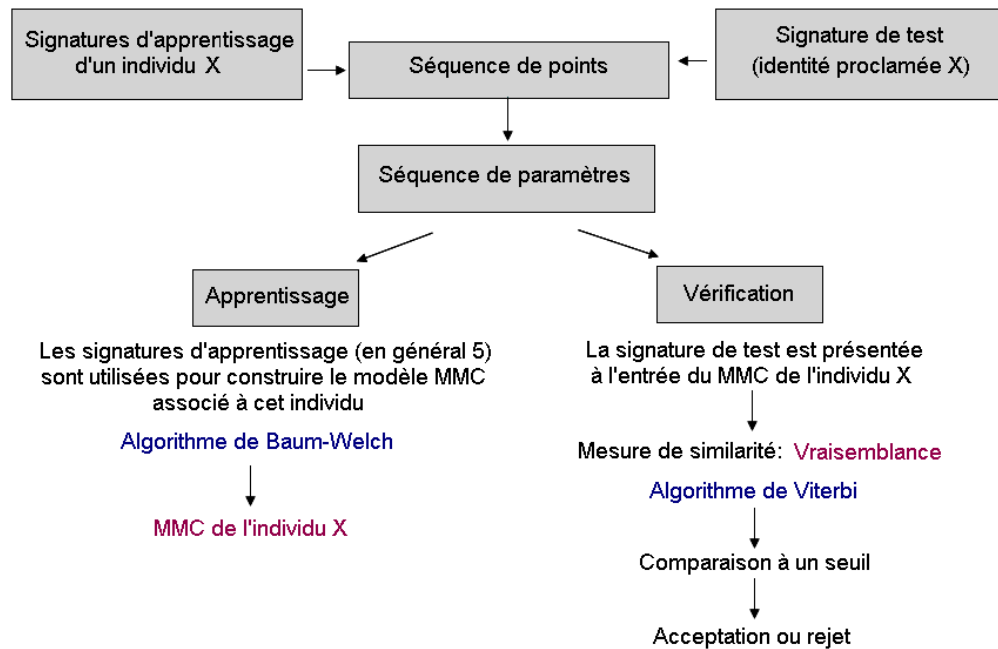 Signatures d'apprentissage
d'un individu X
Séquence de points
Signature de test
(identité proclamée X)
Séquence de paramètres
Apprentissage
Les signatures d'apprentissage (en général 5)
sont utilisées pour construire le modèle MMC
associé à cet individu
Algorithme de Baum-Welch
MMC de l'individu X
Vérification
La signature de test est présentée
à l'entrée du MMC de l'individu X
Mesure de similarité: Vraisemblance
Algorithme de Viterbi
Comparaison à un seuil
Acceptation ou rejet